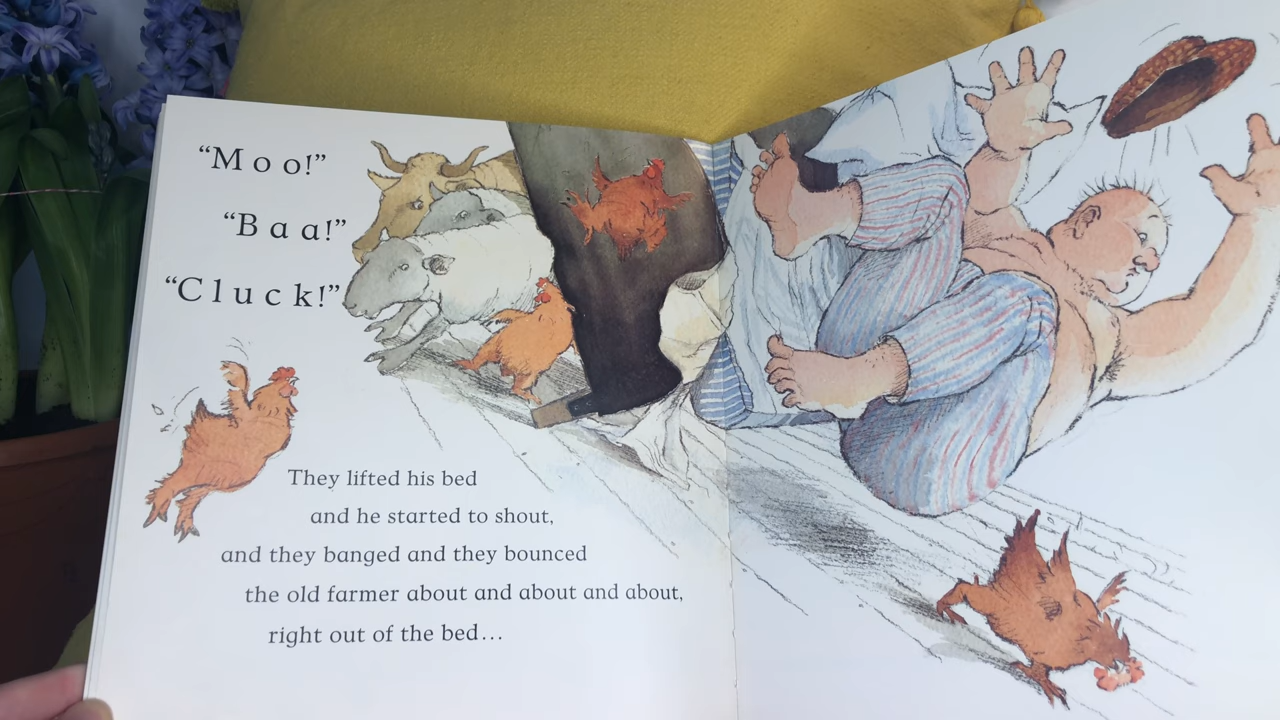 “M o o!”
“B a a!”
“C l u c k!”
They lifted his bed
and he started to shout,
and they banged and they bounced
the old farmer about and about and about,
right out of the bed…